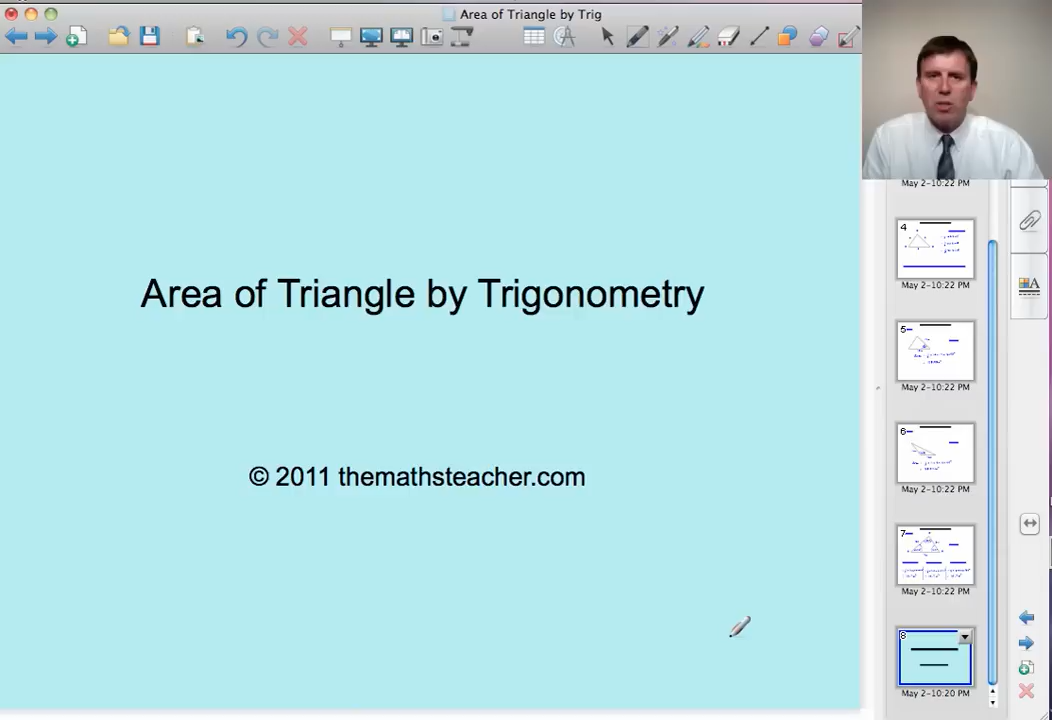 Area of Triangle by Trig
Area of Triangle by Trigonometry
© 2011 themathsteacher.com
May 2-10:22 PM
4
May 2-10:22 PM
5
May 2-10:22 PM
6
May 2-10:22 PM
7
May 2-10:22 PM
8
May 2-10:20 PM